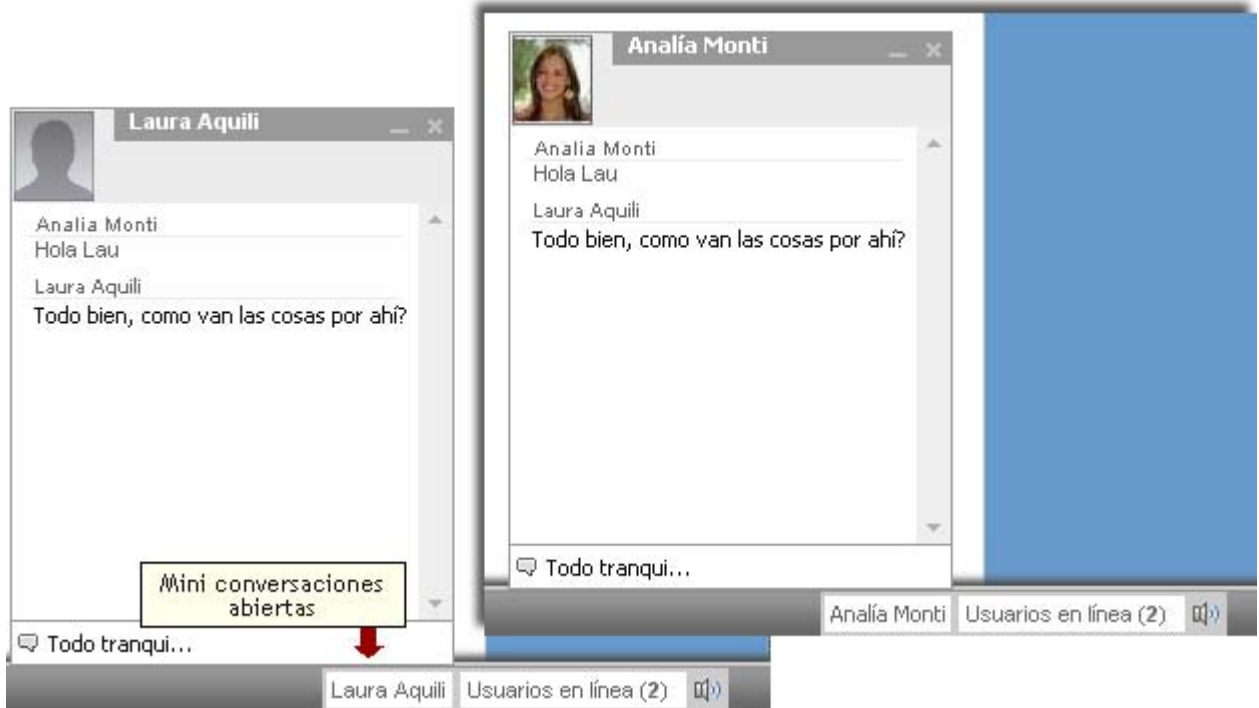 Laura Aquili
Analia Monti
Hola Lau
Laura Aquili
Todo bien, como van las cosas por ahí?
Mini conversaciones
abiertas
Todo tranqui...
Laura Aquili
Usuarios en línea (2)
Analía Monti
Analia Monti
Hola Lau
Laura Aquili
Todo bien, como van las cosas por ahí?
Todo tranqui...
Analía Monti
Usuarios en línea (2)